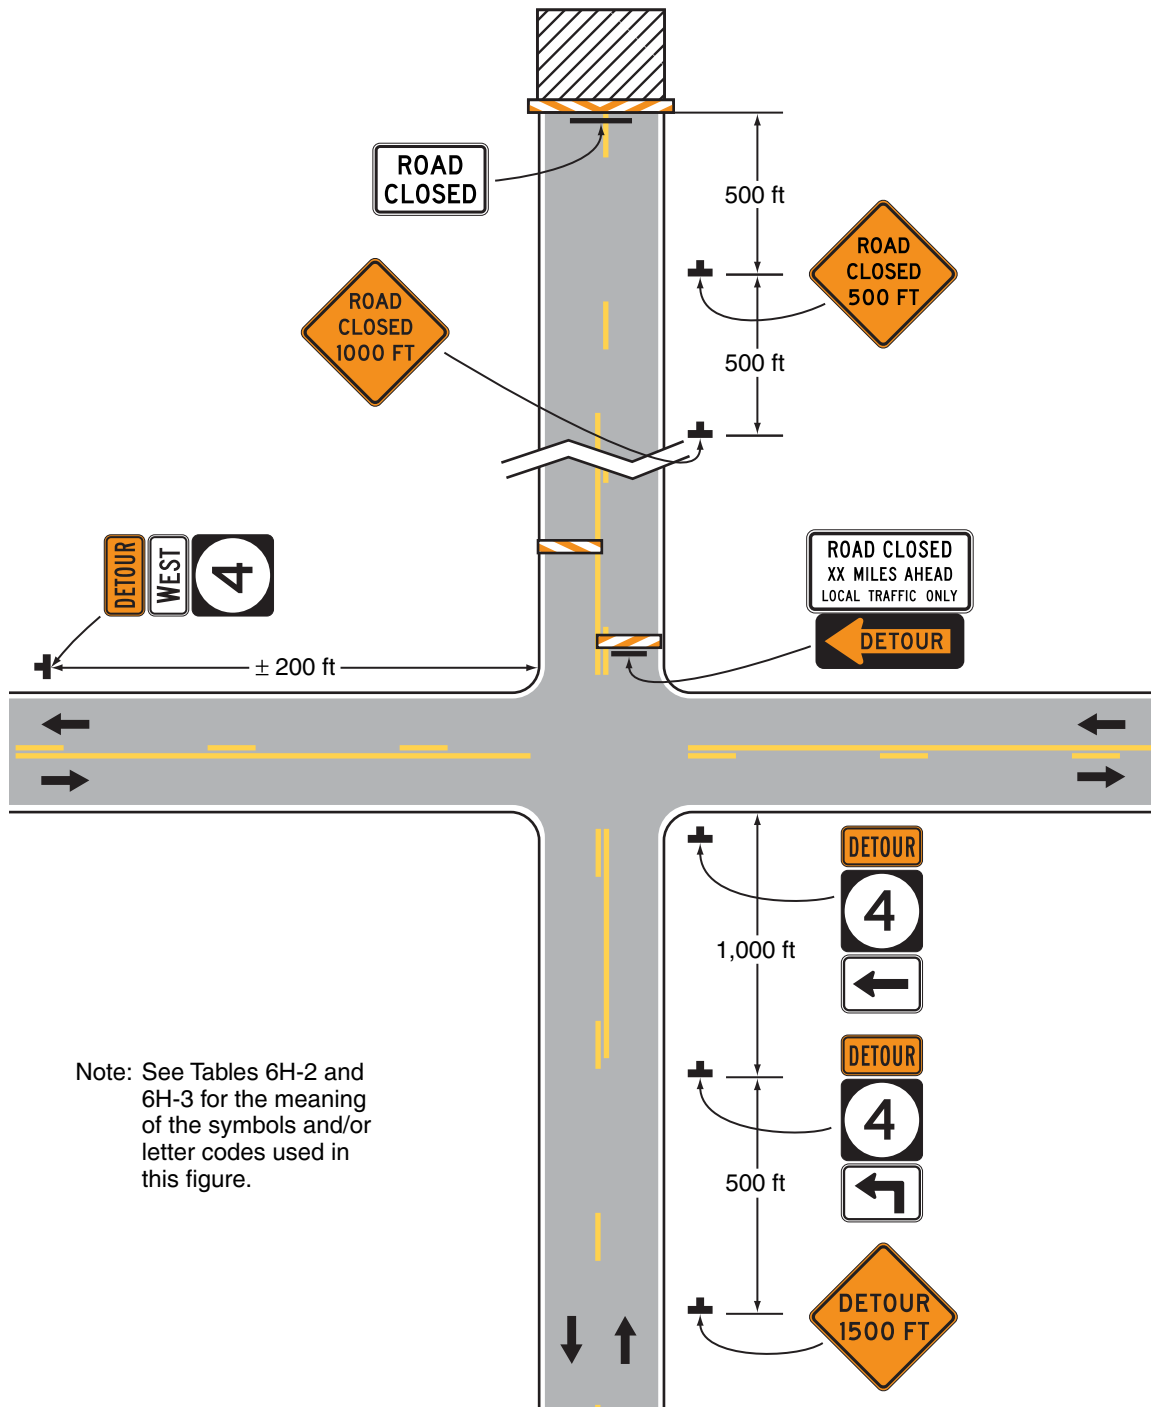 ROAD
CLOSED
500 ft
ROAD
CLOSED
500 FT
ROAD
CLOSED
1000 FT
500 ft
DETOUR
WEST
4
ROAD CLOSED
XX MILES AHEAD
LOCAL TRAFFIC ONLY
DETOUR
± 200 ft
DETOUR
4
1,000 ft
DETOUR
4
500 ft
DETOUR
1500 FT
Note: See Tables 6H-2 and
6H-3 for the meaning
of the symbols and/or
letter codes used in
this figure.